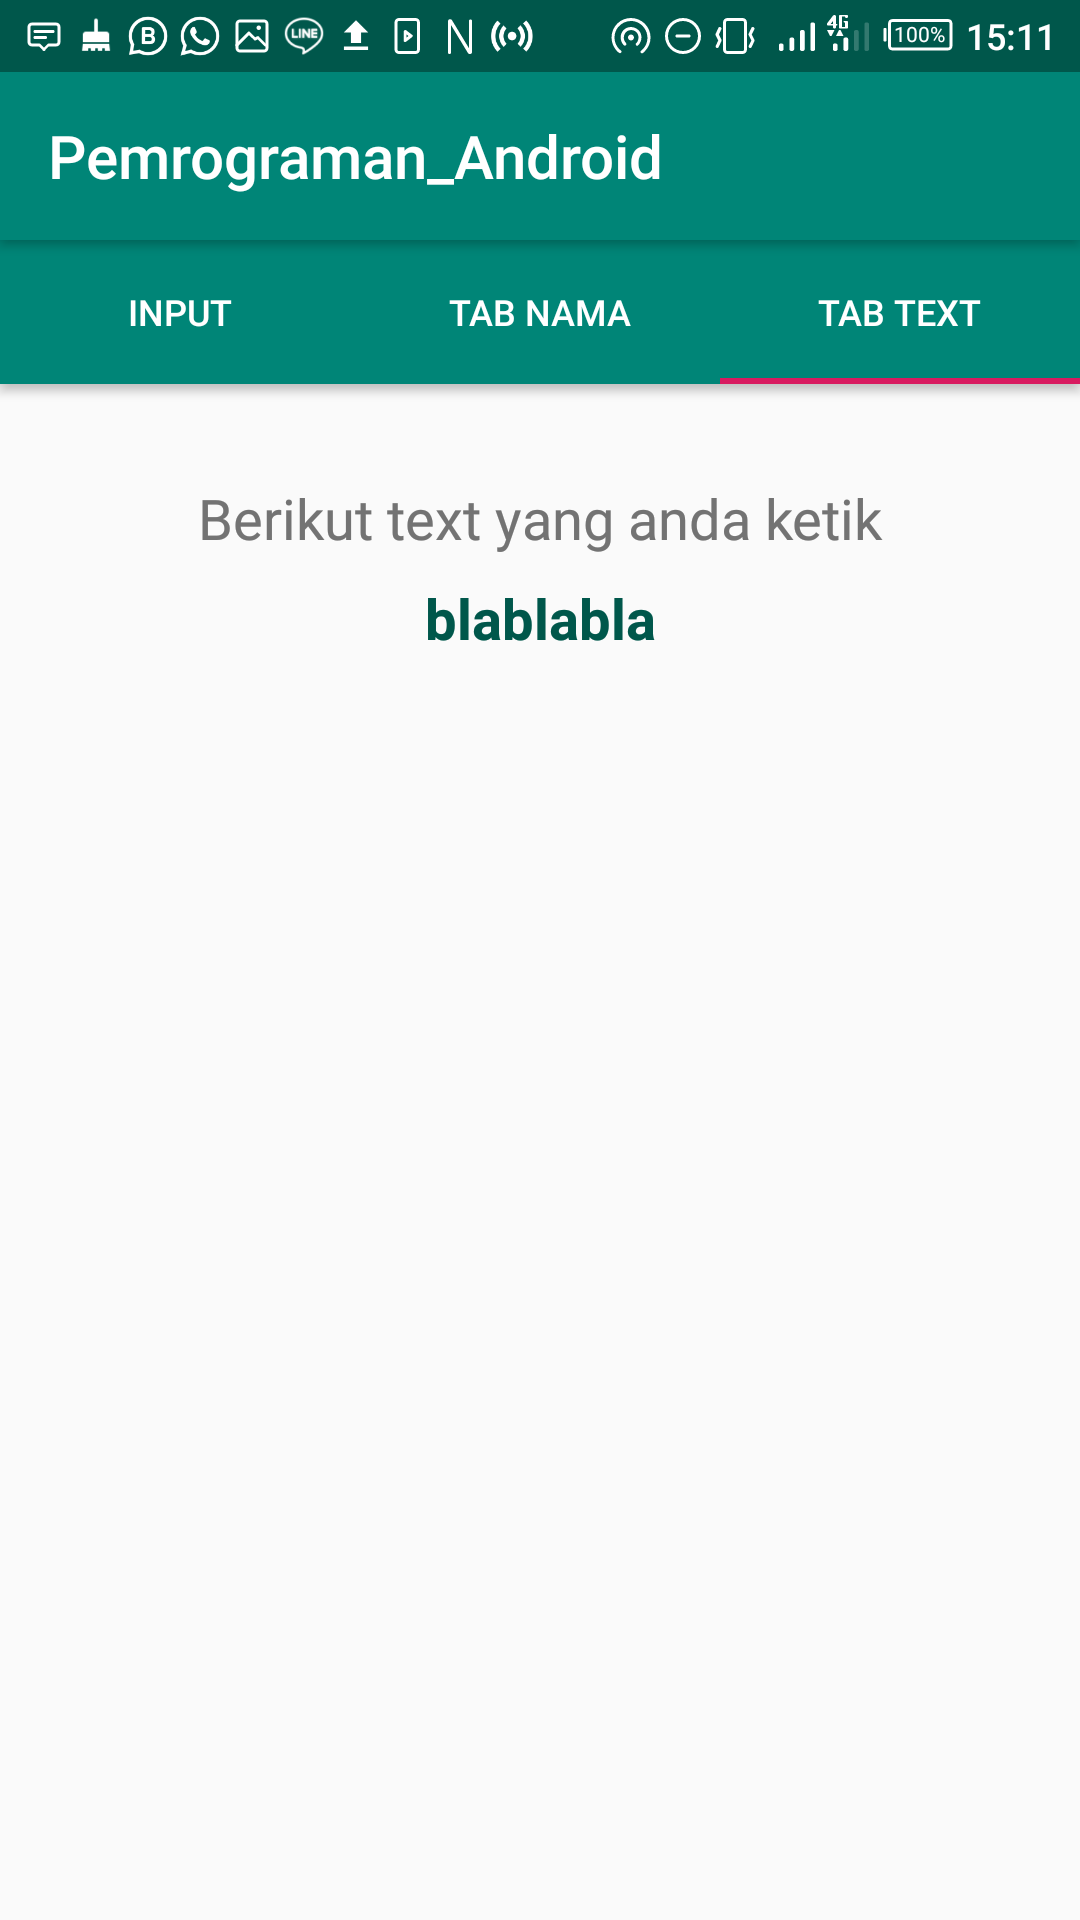 B LINE N 4G 100% 15:11
Pemrograman_Android
INPUT TAB NAMA TAB TEXT
Berikut text yang anda ketik
blablabla